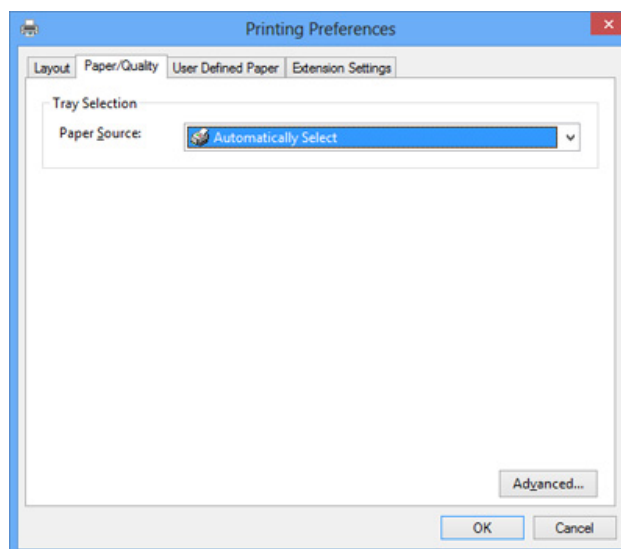 Printing Preferences
Layout Paper/Quality User Defined Paper Extension Settings
Tray Selection
Paper Source: Automatically Select
Advanced...
OK Cancel